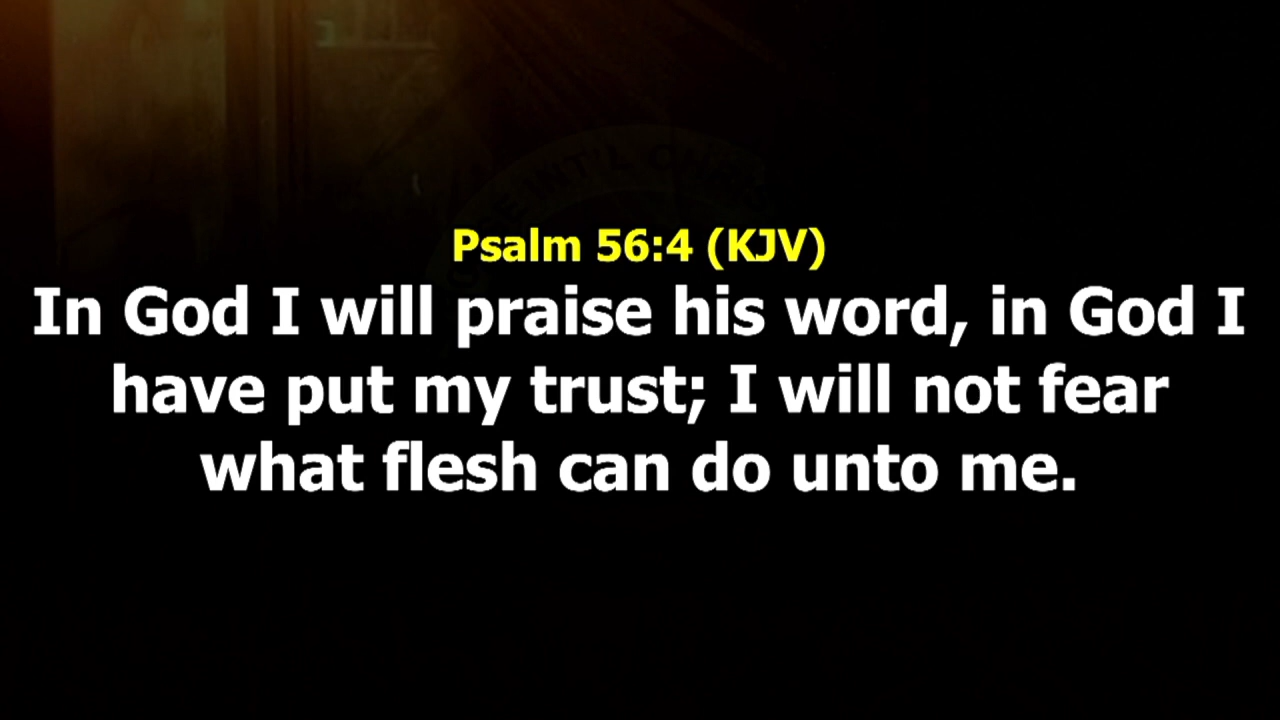 Psalm 56:4 (KJV)
In God I will praise his word, in God I
have put my trust; I will not fear
what flesh can do unto me.